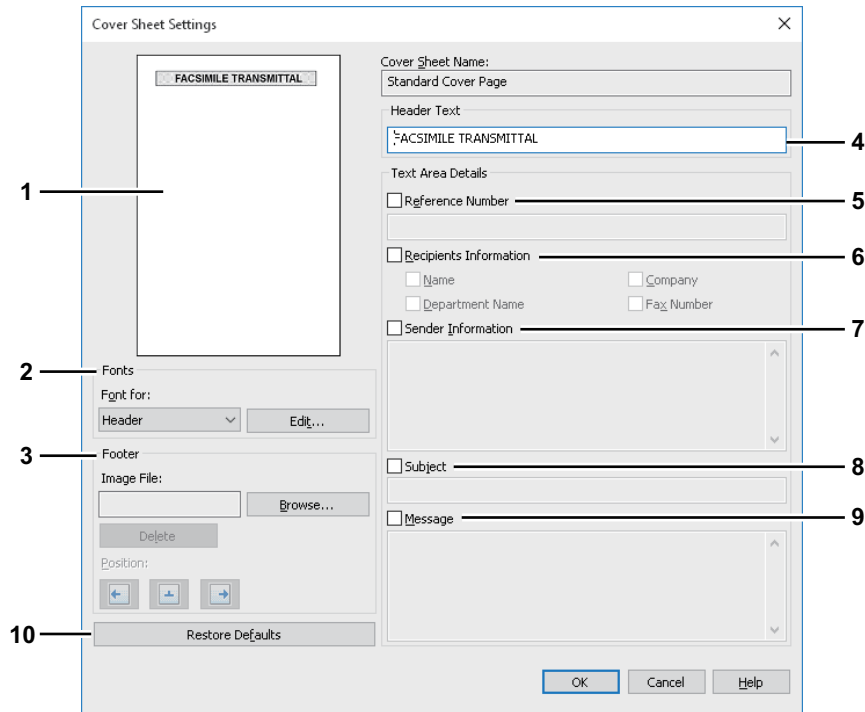 Cover Sheet Settings
FACSIMILE TRANSMITTAL
Cover Sheet Name:
Standard Cover Page
Header Text
FACSIMILE TRANSMITTAL
4
1
Text Area Details
Reference Number
5
Recipients Information
6
Name
Company
Department Name
Fax Number
Sender Information
7
2
Fonts
Font for:
Header
Edit...
3
Footer
Image File:
Browse...
Delete
Position:
Subject
8
Message
9
10
Restore Defaults
OK
Cancel
Help